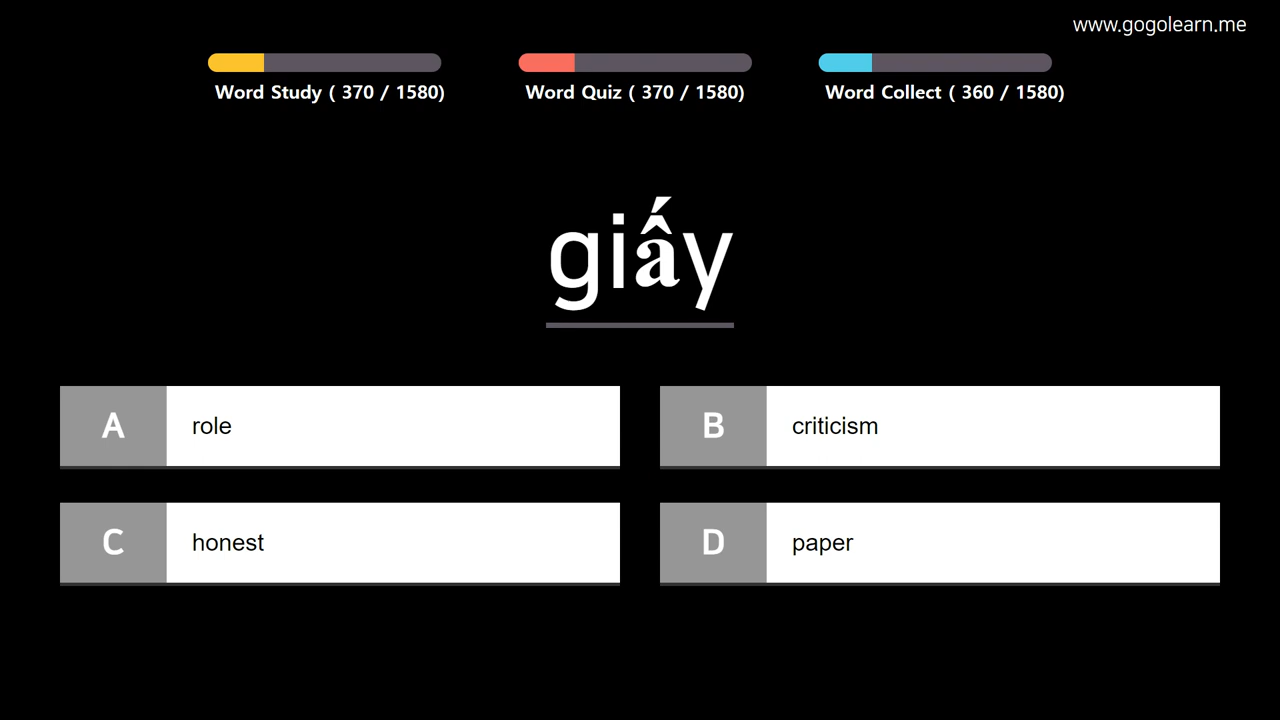 www.gogolearn.me
Word Study ( 370 / 1580)
Word Quiz ( 370 / 1580)
Word Collect ( 360 / 1580)
giấy
A role
B criticism
C honest
D paper